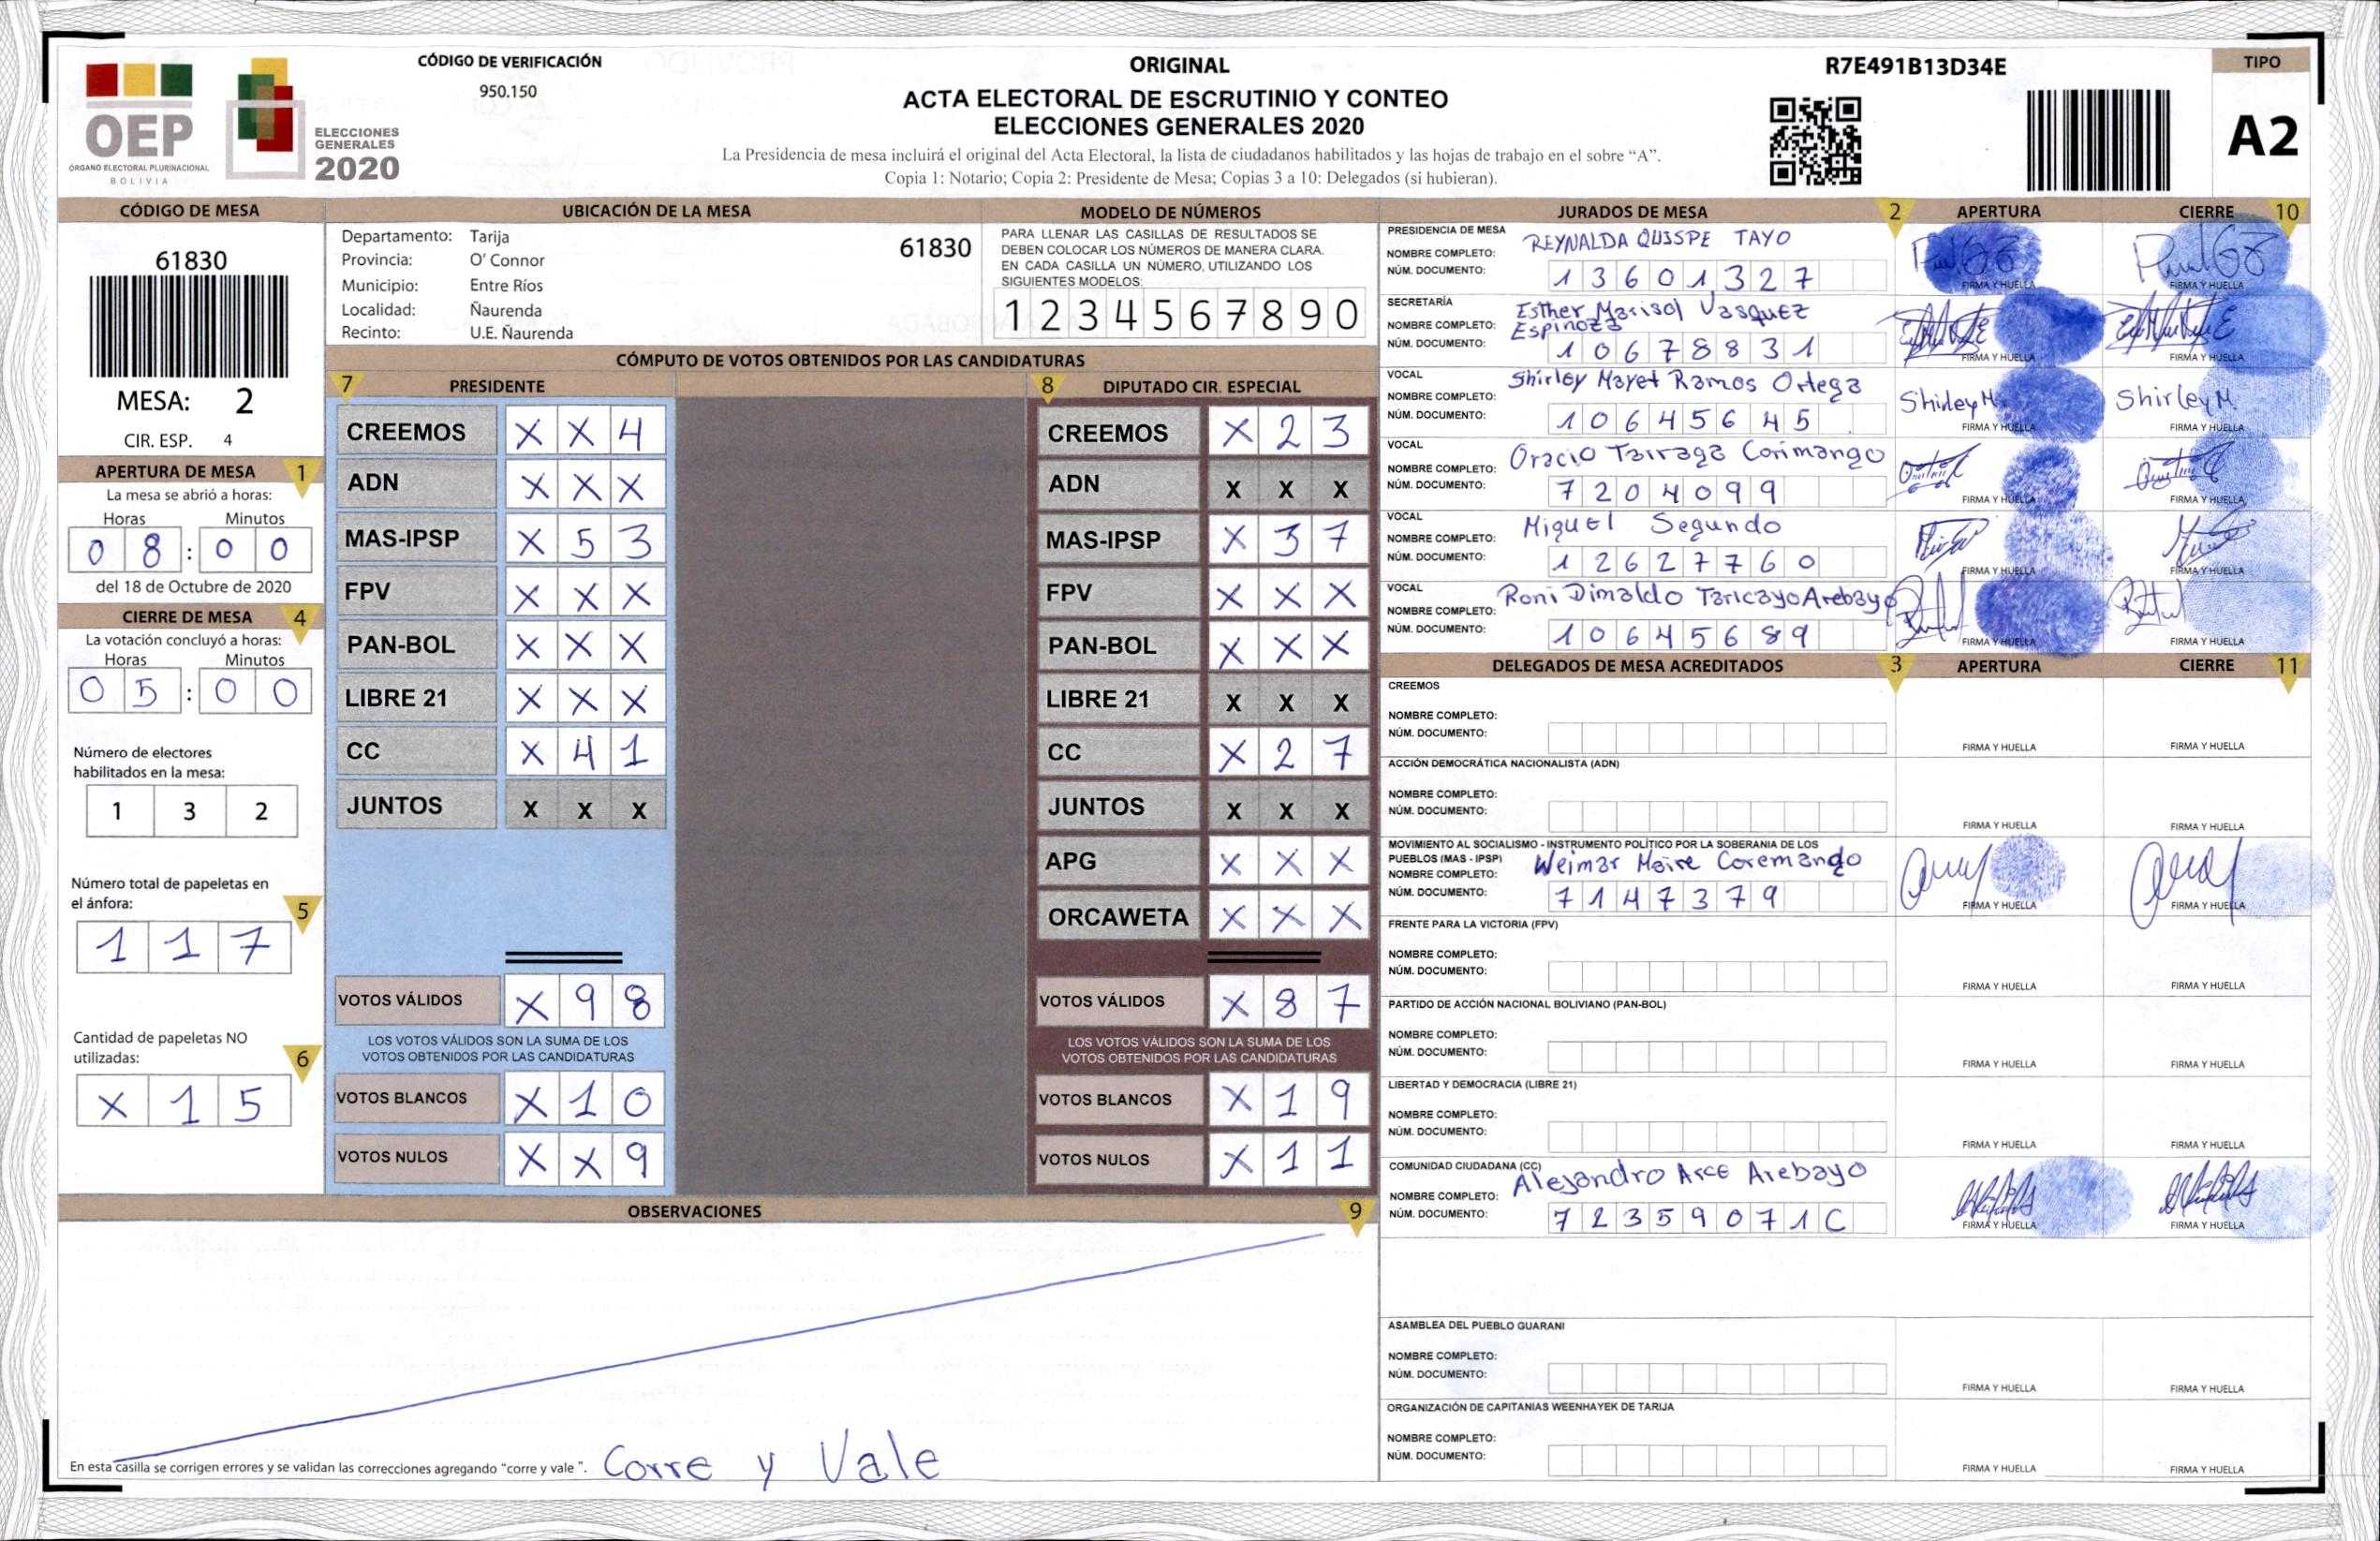 CÓDIGO DE VERIFICACIÓN
950.150
ORIGINAL
ACTA ELECTORAL DE ESCRUTINIO Y CONTEO
ELECCIONES GENERALES 2020
La Presidencia de mesa incluirá el original del Acta Electoral, la lista de ciudadanos habilitados y las hojas de trabajo en el sobre “A”.
Copia 1: Notario; Copia 2: Presidente de Mesa; Copias 3 a 10: Delegados (si hubieran).
R7E491B13D34E
TIPO
A2
OEP
ÓRGANO ELECTORAL PLURINACIONAL
BOLIVIA
ELECCIONES
GENERALES
2020
CÓDIGO DE MESA
61830
MESA: 2
CIR. ESP. 4
APERTURA DE MESA 1
La mesa se abrió a horas:
Horas Minutos
0 8 : 0 0
del 18 de Octubre de 2020
CIERRE DE MESA 4
La votación concluyó a horas:
Horas Minutos
0 5 : 0 0
Número de electores
habilitados en la mesa:
1 3 2
Número total de papeletas en
el ánfora: 5
1 1 7
Cantidad de papeletas NO
utilizadas: 6
X 1 5
UBICACIÓN DE LA MESA
Departamento: Tarija
61830
Provincia: O' Connor
Municipio: Entre Ríos
Localidad: Ñaurenda
Recinto: U.E. Ñaurenda
MODELO DE NÚMEROS
PARA LLENAR LAS CASILLAS DE RESULTADOS SE
DEBEN COLOCAR LOS NÚMEROS DE MANERA CLARA.
EN CADA CASILLA UN NÚMERO, UTILIZANDO LOS
SIGUIENTES MODELOS:
1 2 3 4 5 6 7 8 9 0
CÓMPUTO DE VOTOS OBTENIDOS POR LAS CANDIDATURAS
7 PRESIDENTE
CREEMOS X X 4
ADN X X X
MAS-IPSP X 5 3
FPV X X X
PAN-BOL X X X
LIBRE 21 X X X
CC X 4 1
JUNTOS X X X
VOTOS VÁLIDOS X 9 8
LOS VOTOS VÁLIDOS SON LA SUMA DE LOS
VOTOS OBTENIDOS POR LAS CANDIDATURAS
VOTOS BLANCOS X 1 0
VOTOS NULOS X X 9
8 DIPUTADO CIR. ESPECIAL
CREEMOS X 2 3
ADN X X X
MAS-IPSP X 3 7
FPV X X X
PAN-BOL X X X
LIBRE 21 X X X
CC X 2 7
JUNTOS X X X
APG X X X
ORCAWETA X X X
VOTOS VÁLIDOS X 8 7
LOS VOTOS VÁLIDOS SON LA SUMA DE LOS
VOTOS OBTENIDOS POR LAS CANDIDATURAS
VOTOS BLANCOS X 1 9
VOTOS NULOS X 1 1
OBSERVACIONES 9
En esta casilla se corrigen errores y se validan las correcciones agregando "corre y vale ". Corre y Vale
JURADOS DE MESA 2 APERTURA CIERRE 10
PRESIDENCIA DE MESA
NOMBRE COMPLETO: REYNALDA QUISPE TAYO
NÚM. DOCUMENTO: 1 3 6 0 1 3 2 7
FIRMA Y HUELLA FIRMA Y HUELLA
SECRETARÍA
NOMBRE COMPLETO: Esther Marisol Vasquez
Espinoza
NÚM. DOCUMENTO: 1 0 6 7 8 8 3 1
FIRMA Y HUELLA FIRMA Y HUELLA
VOCAL
NOMBRE COMPLETO: Shirley Mayet Ramos Ortega
NÚM. DOCUMENTO: 1 0 6 4 5 6 4 5
Shirley M. Shirley M.
FIRMA Y HUELLA FIRMA Y HUELLA
VOCAL
NOMBRE COMPLETO: Oracio Tarraga Corimango
NÚM. DOCUMENTO: 7 2 0 4 0 9 9
FIRMA Y HUELLA FIRMA Y HUELLA
VOCAL
NOMBRE COMPLETO: Miguel Segundo
NÚM. DOCUMENTO: 1 2 6 2 7 7 6 0
FIRMA Y HUELLA FIRMA Y HUELLA
VOCAL
NOMBRE COMPLETO: Roni Dimaldo Taricayo Arebayo
NÚM. DOCUMENTO: 1 0 6 4 5 6 8 9
FIRMA Y HUELLA FIRMA Y HUELLA
DELEGADOS DE MESA ACREDITADOS 3 APERTURA CIERRE 11
CREEMOS
NOMBRE COMPLETO:
NÚM. DOCUMENTO:
FIRMA Y HUELLA FIRMA Y HUELLA
ACCIÓN DEMOCRÁTICA NACIONALISTA (ADN)
NOMBRE COMPLETO:
NÚM. DOCUMENTO:
FIRMA Y HUELLA FIRMA Y HUELLA
MOVIMIENTO AL SOCIALISMO - INSTRUMENTO POLÍTICO POR LA SOBERANIA DE LOS
PUEBLOS (MAS - IPSP)
NOMBRE COMPLETO: Weimar Maire Coremango
NÚM. DOCUMENTO: 7 1 4 7 3 7 9
FIRMA Y HUELLA FIRMA Y HUELLA
FRENTE PARA LA VICTORIA (FPV)
NOMBRE COMPLETO:
NÚM. DOCUMENTO:
FIRMA Y HUELLA FIRMA Y HUELLA
PARTIDO DE ACCIÓN NACIONAL BOLIVIANO (PAN-BOL)
NOMBRE COMPLETO:
NÚM. DOCUMENTO:
FIRMA Y HUELLA FIRMA Y HUELLA
LIBERTAD Y DEMOCRACIA (LIBRE 21)
NOMBRE COMPLETO:
NÚM. DOCUMENTO:
FIRMA Y HUELLA FIRMA Y HUELLA
COMUNIDAD CIUDADANA (CC)
NOMBRE COMPLETO: Alejandro Arce Arebayo
NÚM. DOCUMENTO: 7 2 3 5 9 0 7 1 C
FIRMA Y HUELLA FIRMA Y HUELLA
ASAMBLEA DEL PUEBLO GUARANI
NOMBRE COMPLETO:
NÚM. DOCUMENTO:
FIRMA Y HUELLA FIRMA Y HUELLA
ORGANIZACIÓN DE CAPITANIAS WEENHAYEK DE TARIJA
NOMBRE COMPLETO:
NÚM. DOCUMENTO:
FIRMA Y HUELLA FIRMA Y HUELLA